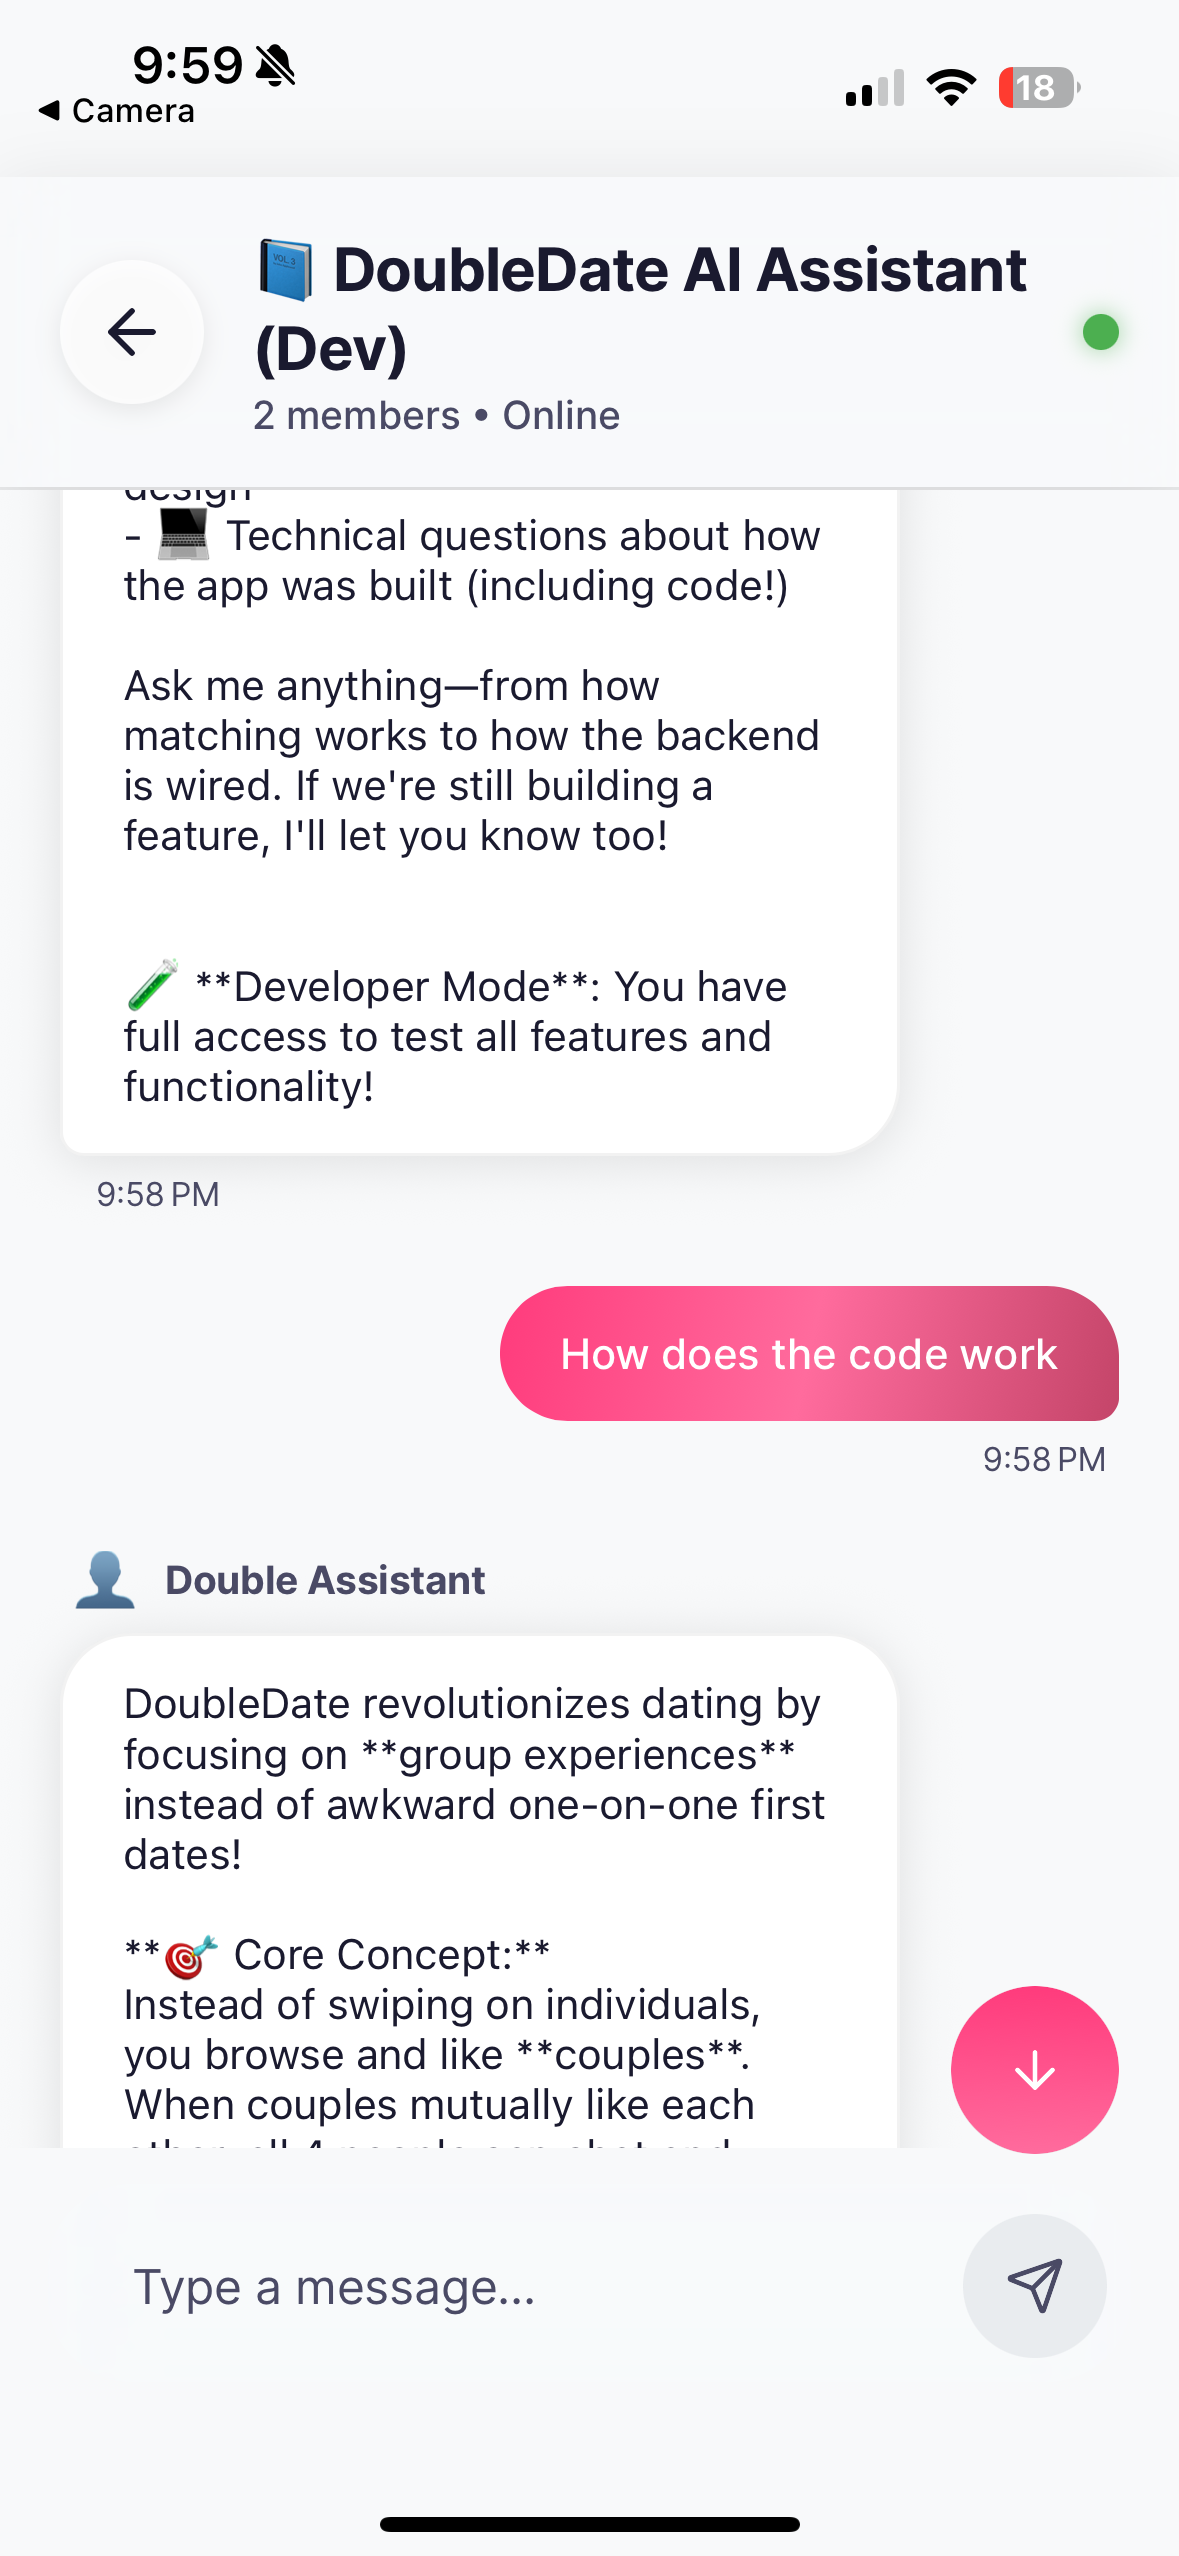 9:59
◀ Camera
18
📘 DoubleDate AI Assistant
(Dev)
2 members • Online
design
- 💻 Technical questions about how
the app was built (including code!)
Ask me anything—from how
matching works to how the backend
is wired. If we're still building a
feature, I'll let you know too!
🧪 **Developer Mode**: You have
full access to test all features and
functionality!
9:58 PM
How does the code work
9:58 PM
Double Assistant
DoubleDate revolutionizes dating by
focusing on **group experiences**
instead of awkward one-on-one first
dates!
**🎯 Core Concept:**
Instead of swiping on individuals,
you browse and like **couples**.
When couples mutually like each
Type a message...